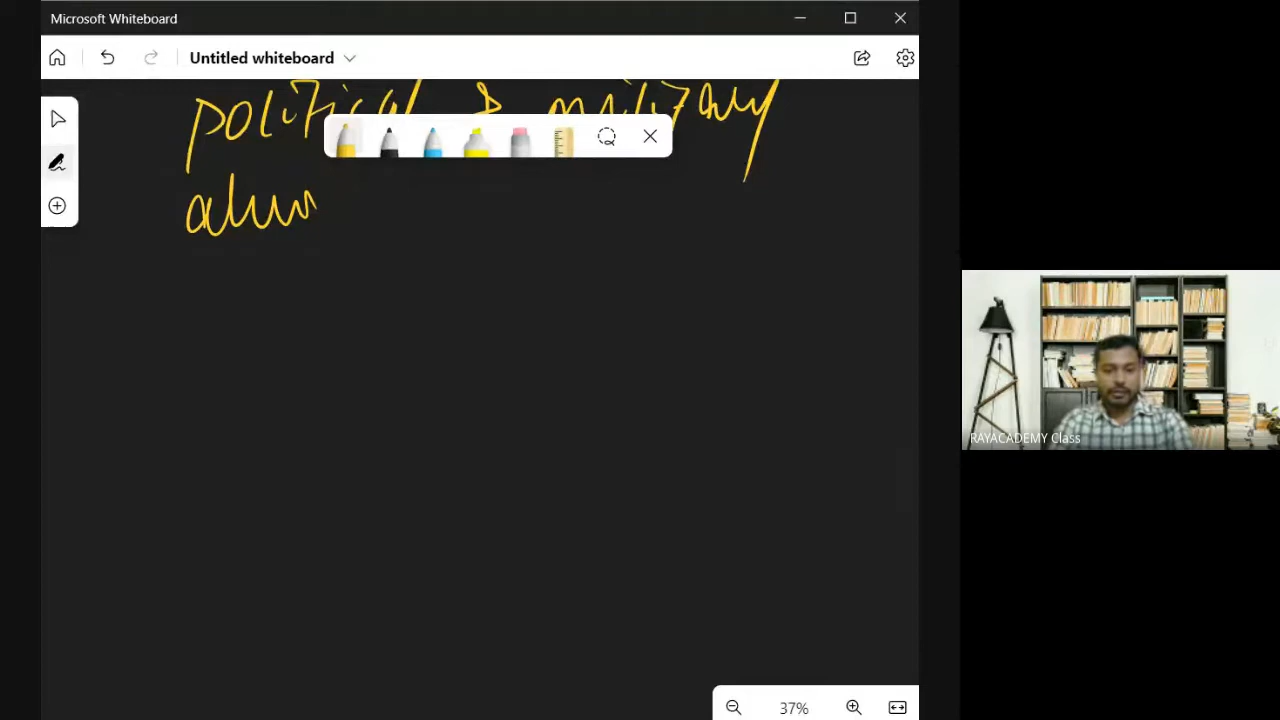 Microsoft Whiteboard
Untitled whiteboard
political & military
RAYACADEMY Class
37%